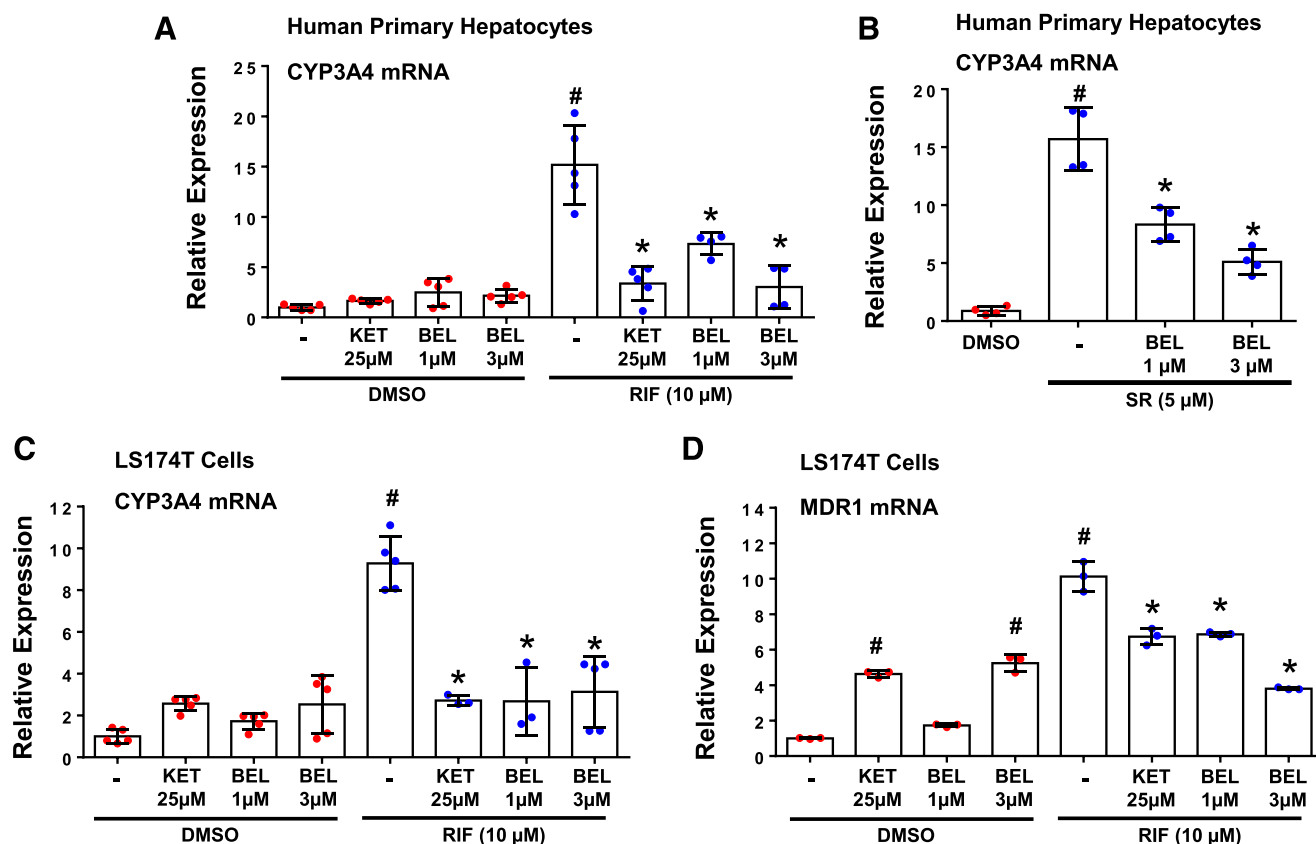 A
Human Primary Hepatocytes
CYP3A4 mRNA
Relative Expression
25
20
15
10
5
0
#
*
*
*
- KET BEL BEL - KET BEL BEL
25µM 1µM 3µM 25µM 1µM 3µM
DMSO RIF (10 µM)
B
Human Primary Hepatocytes
CYP3A4 mRNA
Relative Expression
20
15
10
5
0
#
*
*
DMSO - BEL BEL
1 µM 3 µM
SR (5 µM)
C
LS174T Cells
CYP3A4 mRNA
Relative Expression
12
10
8
6
4
2
0
#
*
*
*
- KET BEL BEL - KET BEL BEL
25µM 1µM 3µM 25µM 1µM 3µM
DMSO RIF (10 µM)
D
LS174T Cells
MDR1 mRNA
Relative Expression
14
12
10
8
6
4
2
0
#
#
#
*
*
*
- KET BEL BEL - KET BEL BEL
25µM 1µM 3µM 25µM 1µM 3µM
DMSO RIF (10 µM)